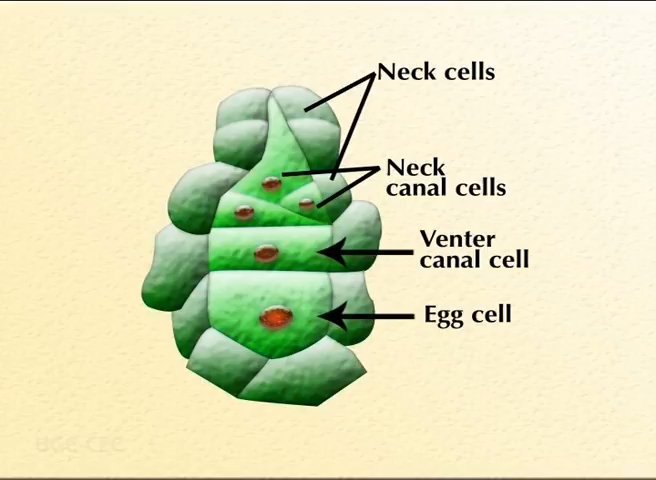 Neck cells
Neck
canal cells
Venter
canal cell
Egg cell